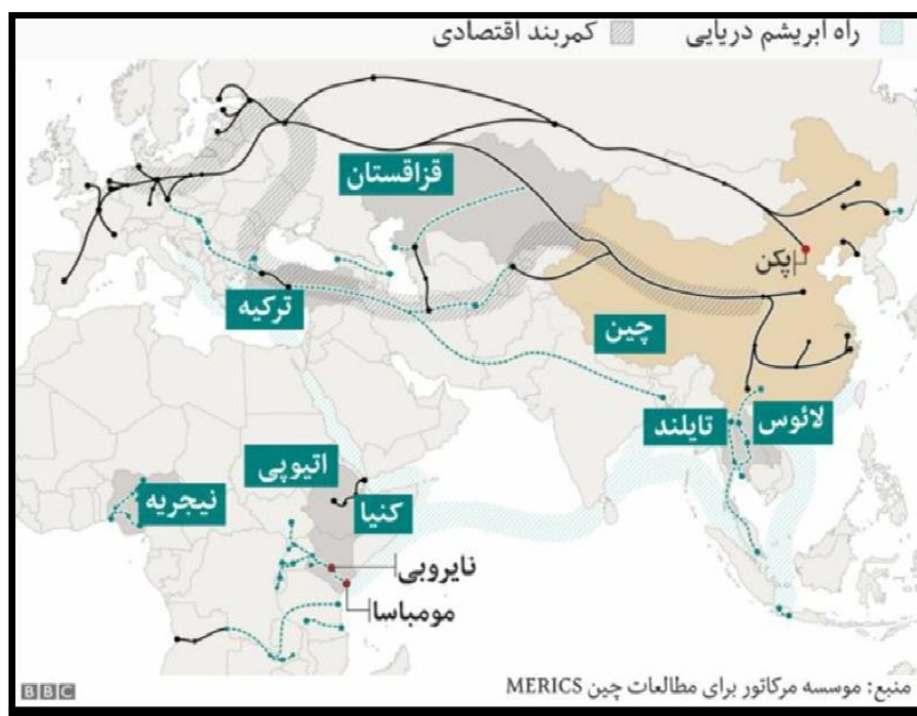 راه ابریشم دریایی
کمربند اقتصادی
قزاقستان
پکن
ترکیه
چین
لائوس
تایلند
اتیوپی
کنیا
نیجریه
نایروبی
مومباسا
منبع: موسسه مرکاتور برای مطالعات چین MERICS
BBC